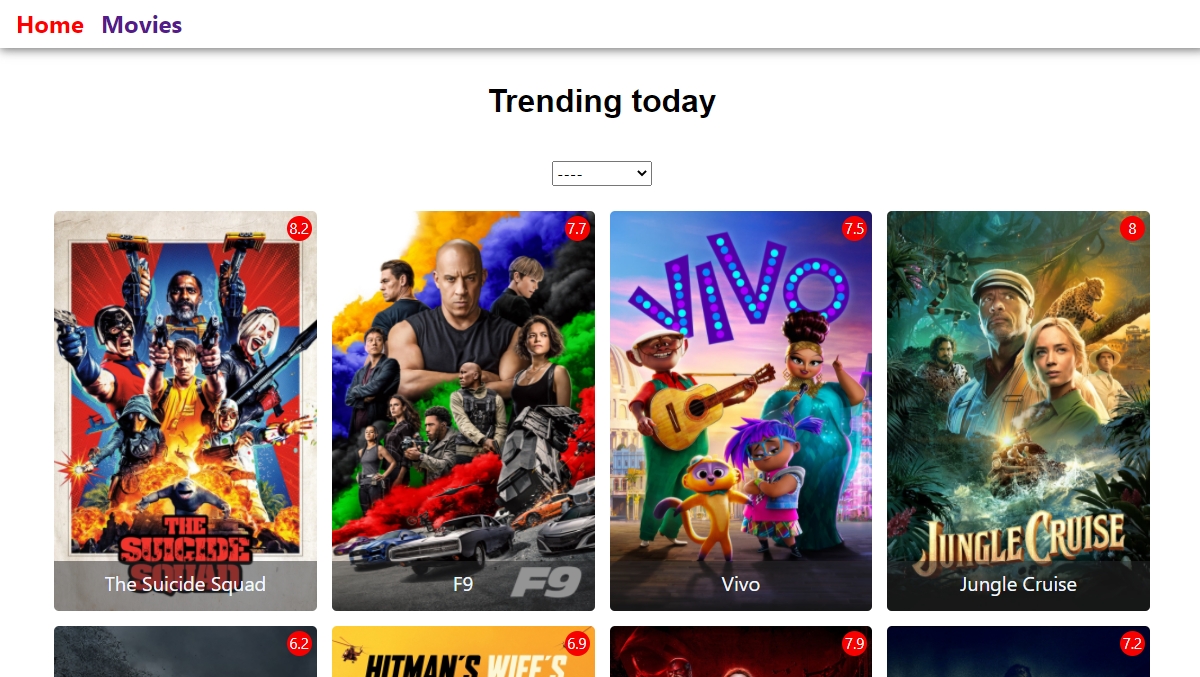 Home Movies
Trending today
----
8.2
7.7
7.5
8
VIVO
THE
SUICIDE
SQUAD
JUNGLE CRUISE
F9
The Suicide Squad
F9
Vivo
Jungle Cruise
6.2
6.9
7.9
7.2
HITMAN'S WIFE'S